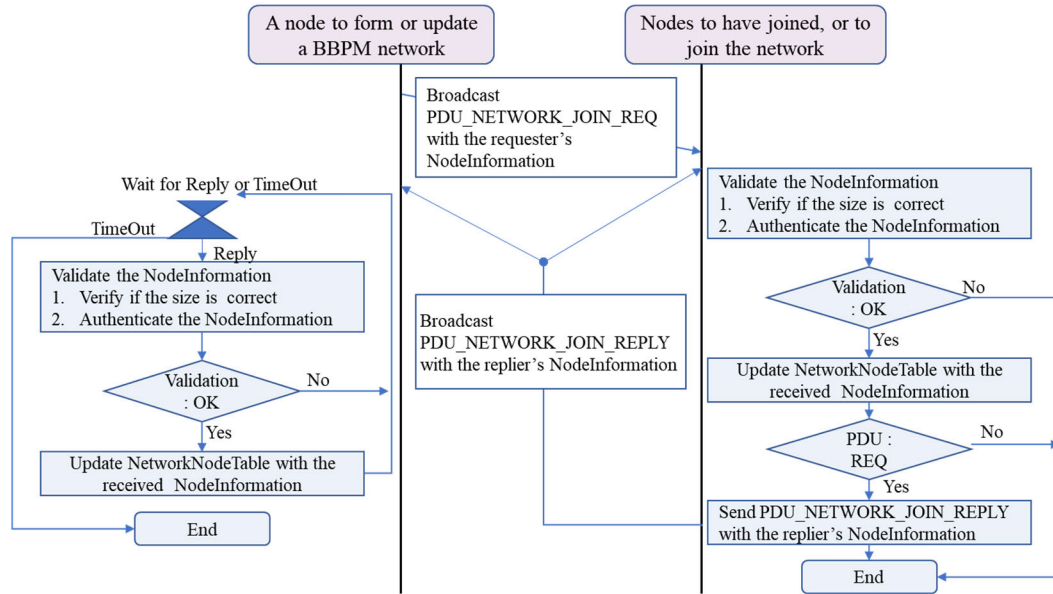 A node to form or update
a BBPM network
Nodes to have joined, or to
join the network
Broadcast
PDU_NETWORK_JOIN_REQ
with the requester's
NodeInformation
Wait for Reply or TimeOut
TimeOut
Reply
Validate the NodeInformation
1. Verify if the size is correct
2. Authenticate the NodeInformation
Validation
: OK
No
Yes
Update NetworkNodeTable with the
received NodeInformation
End
Broadcast
PDU_NETWORK_JOIN_REPLY
with the replier's NodeInformation
Validate the NodeInformation
1. Verify if the size is correct
2. Authenticate the NodeInformation
Validation
: OK
No
Yes
Update NetworkNodeTable with the
received NodeInformation
PDU :
REQ
No
Yes
Send PDU_NETWORK_JOIN_REPLY
with the replier's NodeInformation
End